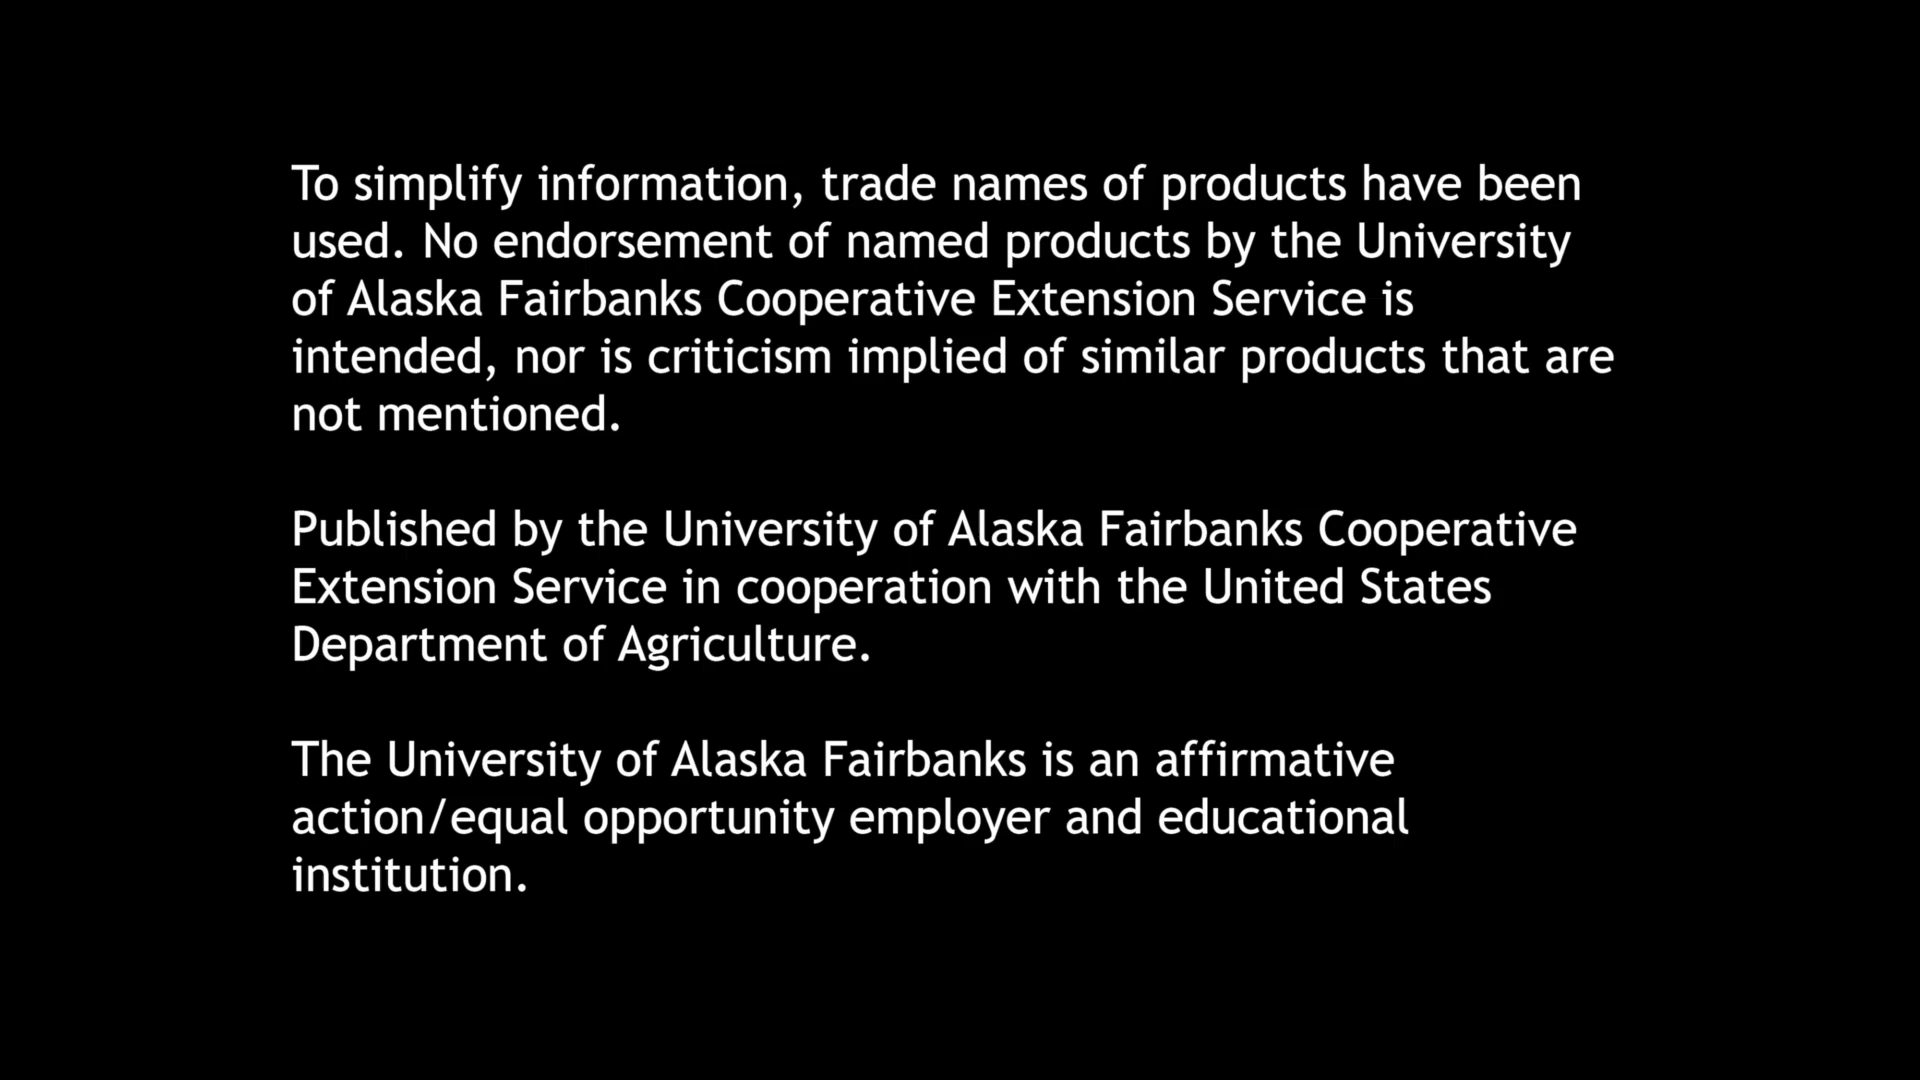 To simplify information, trade names of products have been
used. No endorsement of named products by the University
of Alaska Fairbanks Cooperative Extension Service is
intended, nor is criticism implied of similar products that are
not mentioned.
Published by the University of Alaska Fairbanks Cooperative
Extension Service in cooperation with the United States
Department of Agriculture.
The University of Alaska Fairbanks is an affirmative
action/equal opportunity employer and educational
institution.